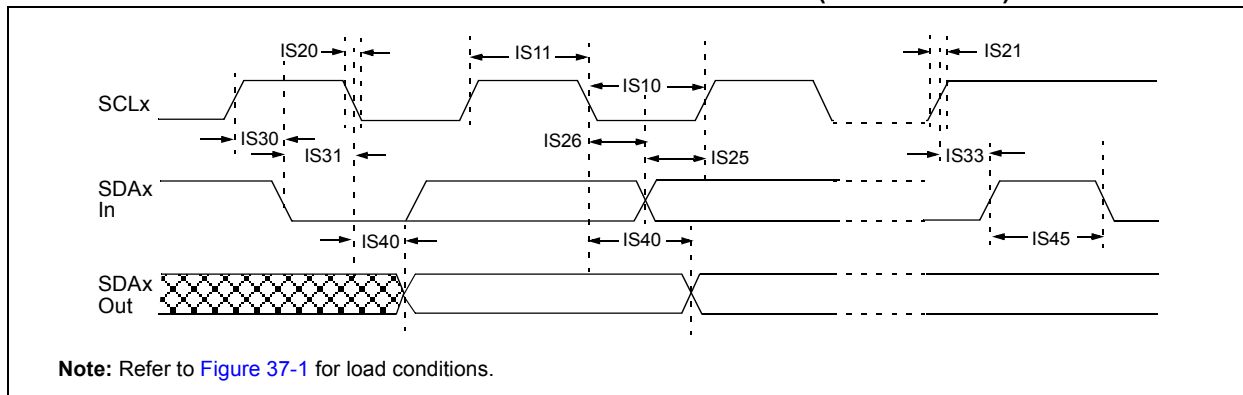 IS20
IS11
IS21
IS10
SCLx
IS30
IS26
IS31
IS25
IS33
SDAx
In
IS40
IS40
IS45
SDAx
Out
Note: Refer to Figure 37-1 for load conditions.